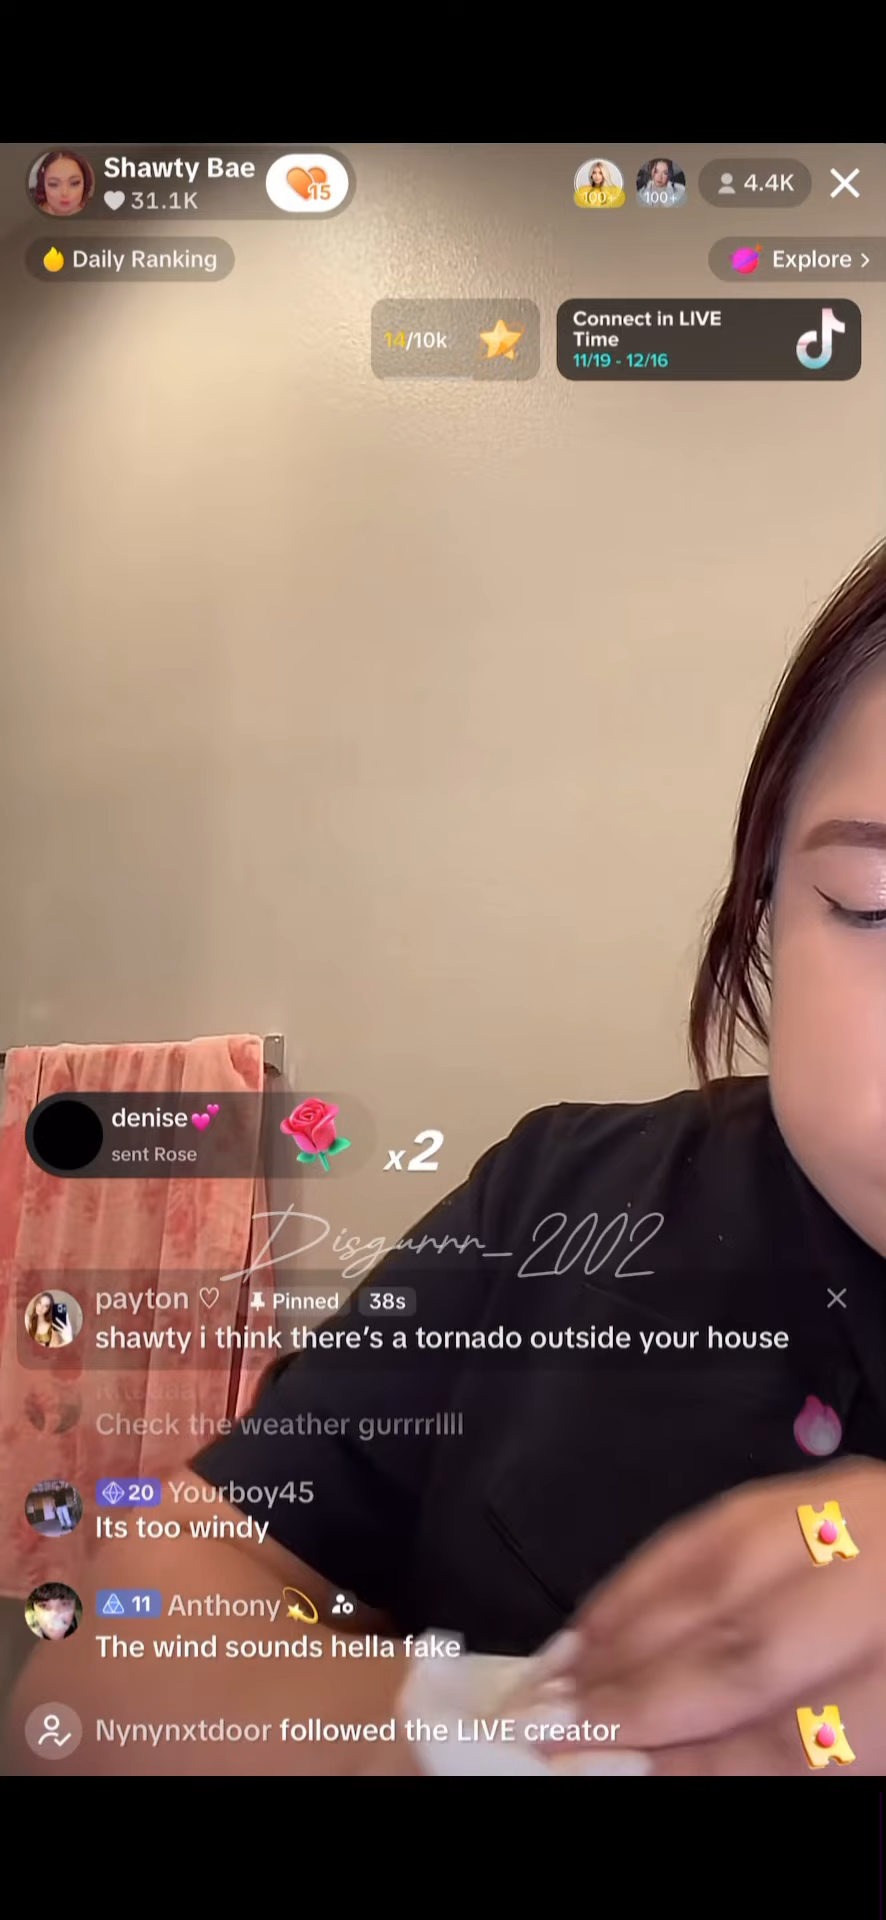 Shawty Bae
31.1K
15
100+
100+
4.4K
Daily Ranking
Explore >
14/10k
Connect in LIVE
Time
11/19 - 12/16
denise💕
sent Rose
x2
Disgurrr_2002
payton ♡ Pinned 38s
shawty i think there's a tornado outside your house
Check the weather gurrrrllll
20 Yourboy45
Its too windy
11 Anthony💫
The wind sounds hella fake
Nynynxtdoor followed the LIVE creator